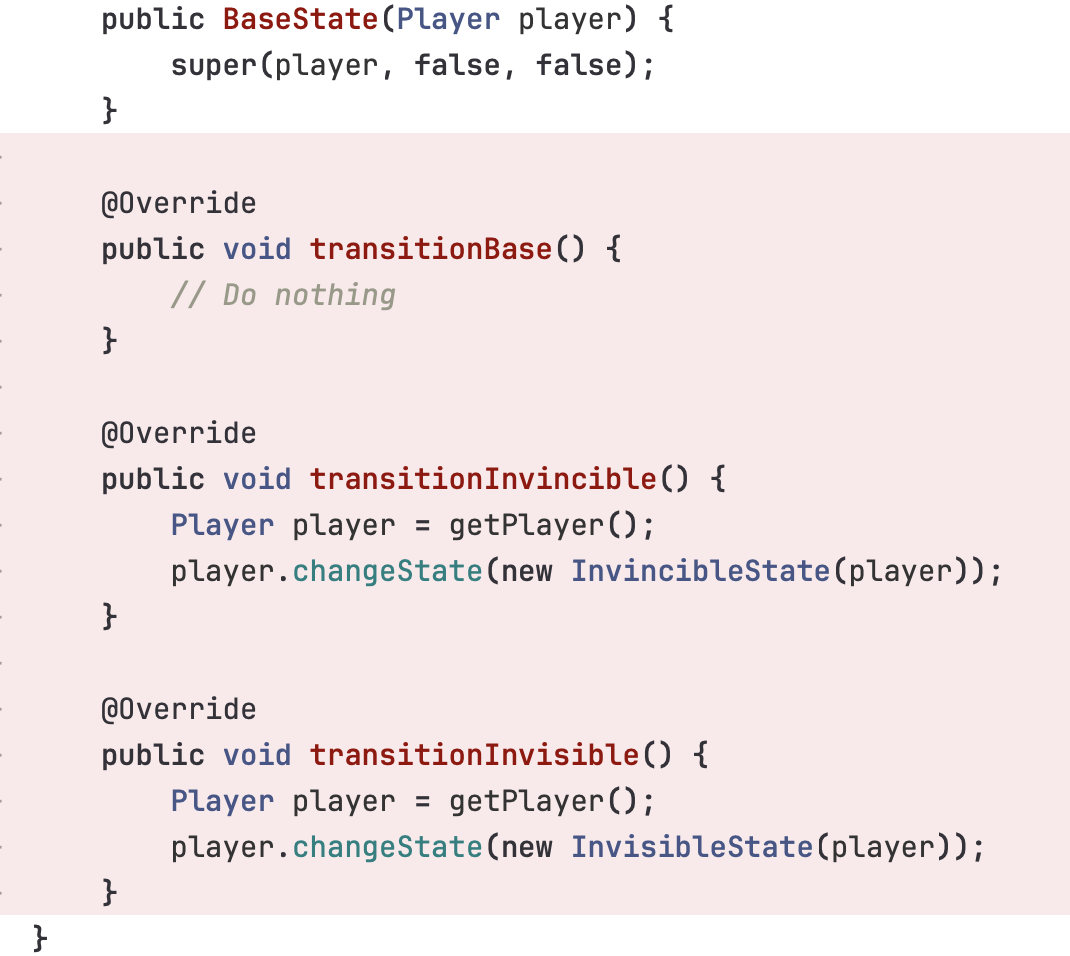 public BaseState(Player player) {
super(player, false, false);
}
@Override
public void transitionBase() {
// Do nothing
}
@Override
public void transitionInvincible() {
Player player = getPlayer();
player.changeState(new InvincibleState(player));
}
@Override
public void transitionInvisible() {
Player player = getPlayer();
player.changeState(new InvisibleState(player));
}
}